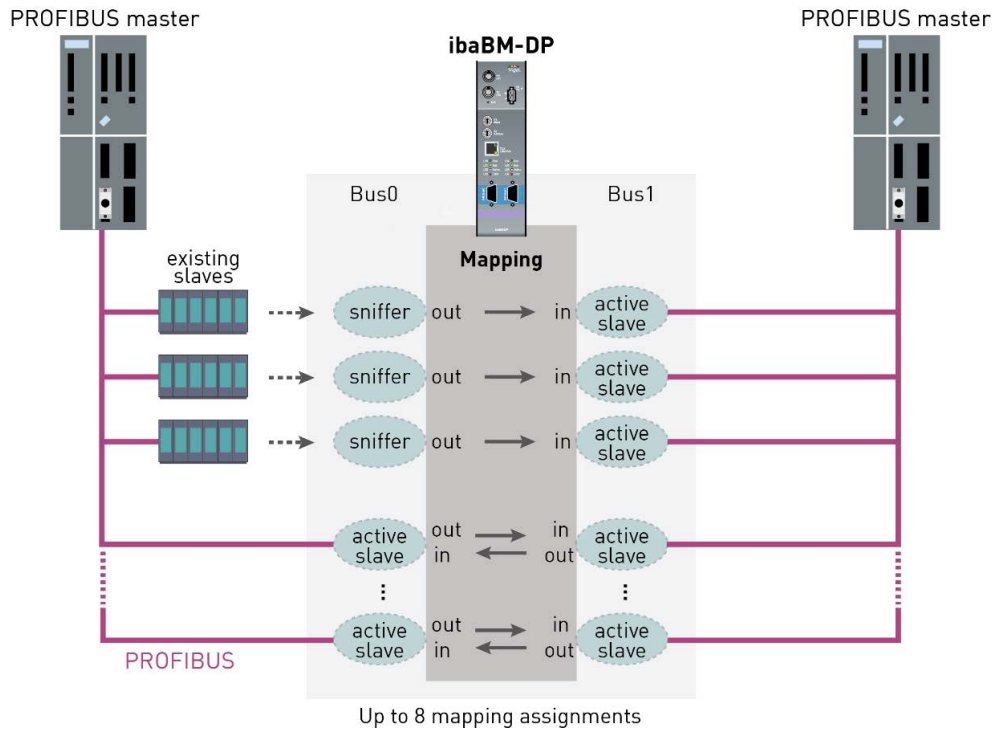 PROFIBUS master
PROFIBUS master
ibaBM-DP
Bus0
Bus1
Mapping
existing
slaves
sniffer
out
in
active
slave
sniffer
out
in
active
slave
sniffer
out
in
active
slave
active
slave
out
in
in
out
active
slave
active
slave
out
in
in
out
active
slave
PROFIBUS
Up to 8 mapping assignments